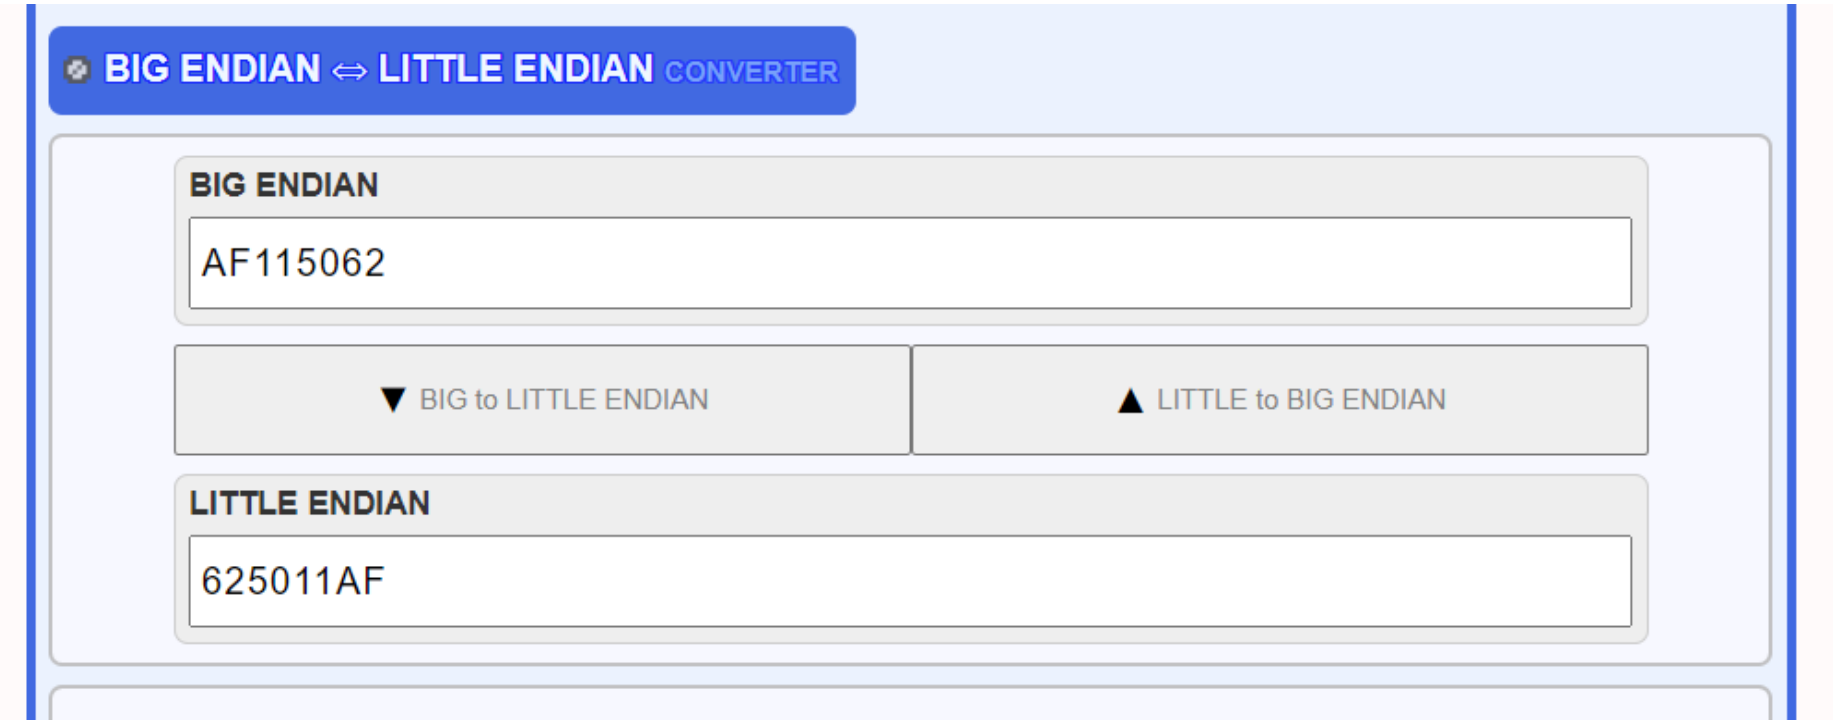 BIG ENDIAN ⇔ LITTLE ENDIAN CONVERTER
BIG ENDIAN
AF115062
▼ BIG to LITTLE ENDIAN
▲ LITTLE to BIG ENDIAN
LITTLE ENDIAN
625011AF